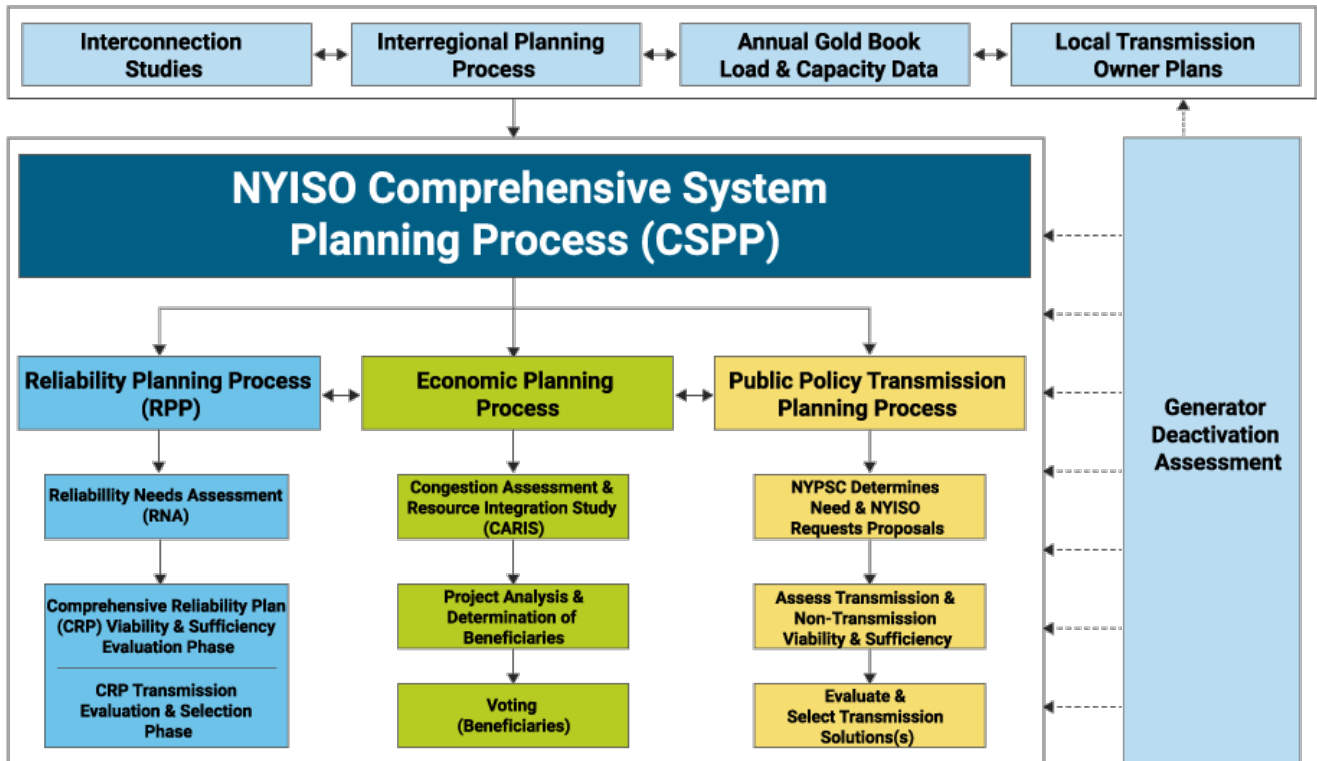 Interconnection
Studies
Interregional Planning
Process
Annual Gold Book
Load & Capacity Data
Local Transmission
Owner Plans
NYISO Comprehensive System
Planning Process (CSPP)
Reliability Planning Process
(RPP)
Economic Planning
Process
Public Policy Transmission
Planning Process
Generator
Deactivation
Assessment
Reliabillity Needs Assessment
(RNA)
Congestion Assessment &
Resource Integration Study
(CARIS)
NYPSC Determines
Need & NYISO
Requests Proposals
Comprehensive Reliability Plan
(CRP) Viability & Sufficiency
Evaluation Phase
CRP Transmission
Evaluation & Selection
Phase
Project Analysis &
Determination of
Beneficiaries
Assess Transmission &
Non-Transmission
Viability & Sufficiency
Voting
(Beneficiaries)
Evaluate &
Select Transmission
Solutions(s)